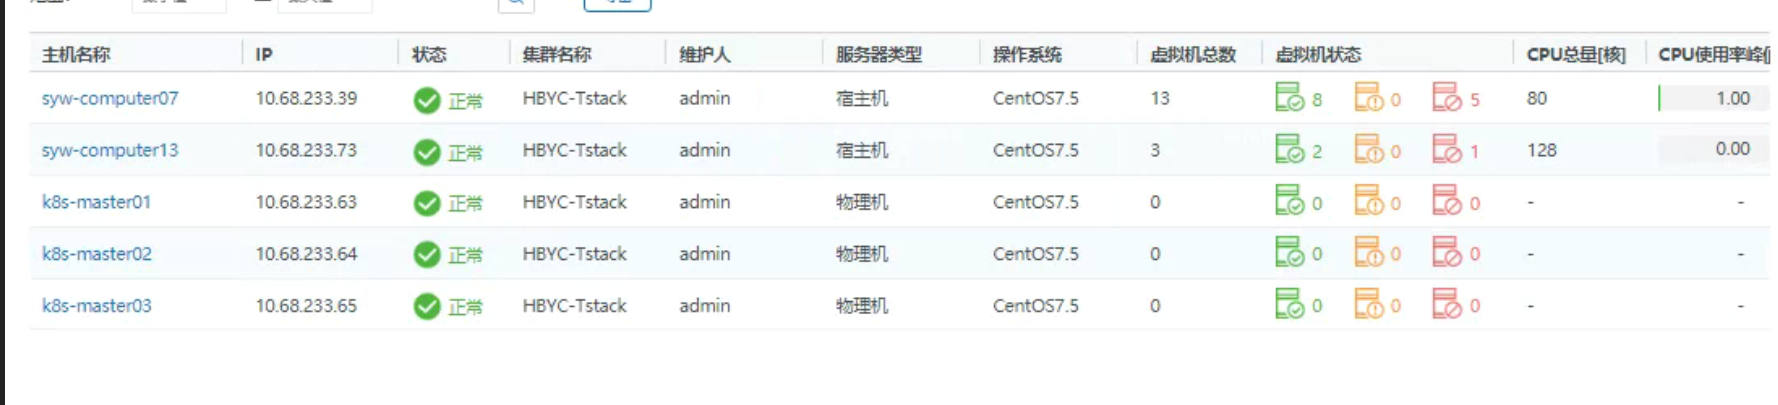 主机名称 IP 状态 集群名称 维护人 服务器类型 操作系统 虚拟机总数 虚拟机状态 CPU总量[核] CPU使用率峰值
syw-computer07 10.68.233.39 正常 HBYC-Tstack admin 宿主机 CentOS7.5 13 8 0 5 80 1.00
syw-computer13 10.68.233.73 正常 HBYC-Tstack admin 宿主机 CentOS7.5 3 2 0 1 128 0.00
k8s-master01 10.68.233.63 正常 HBYC-Tstack admin 物理机 CentOS7.5 0 0 0 0 - -
k8s-master02 10.68.233.64 正常 HBYC-Tstack admin 物理机 CentOS7.5 0 0 0 0 - -
k8s-master03 10.68.233.65 正常 HBYC-Tstack admin 物理机 CentOS7.5 0 0 0 0 - -